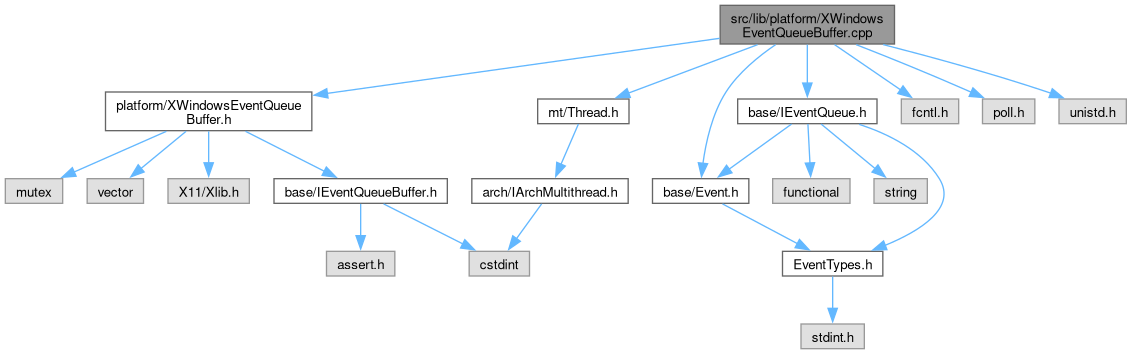 src/lib/platform/XWindows
EventQueueBuffer.cpp
platform/XWindowsEventQueue
Buffer.h
mt/Thread.h
base/IEventQueue.h
fcntl.h
poll.h
unistd.h
mutex
vector
X11/Xlib.h
base/IEventQueueBuffer.h
arch/IArchMultithread.h
base/Event.h
functional
string
assert.h
cstdint
EventTypes.h
stdint.h